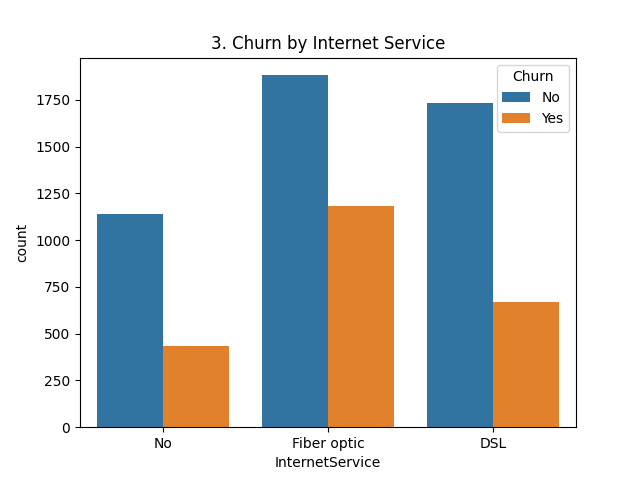 3. Churn by Internet Service
Churn
No
Yes
1750
1500
1250
1000
750
500
250
0
count
No
Fiber optic
DSL
InternetService